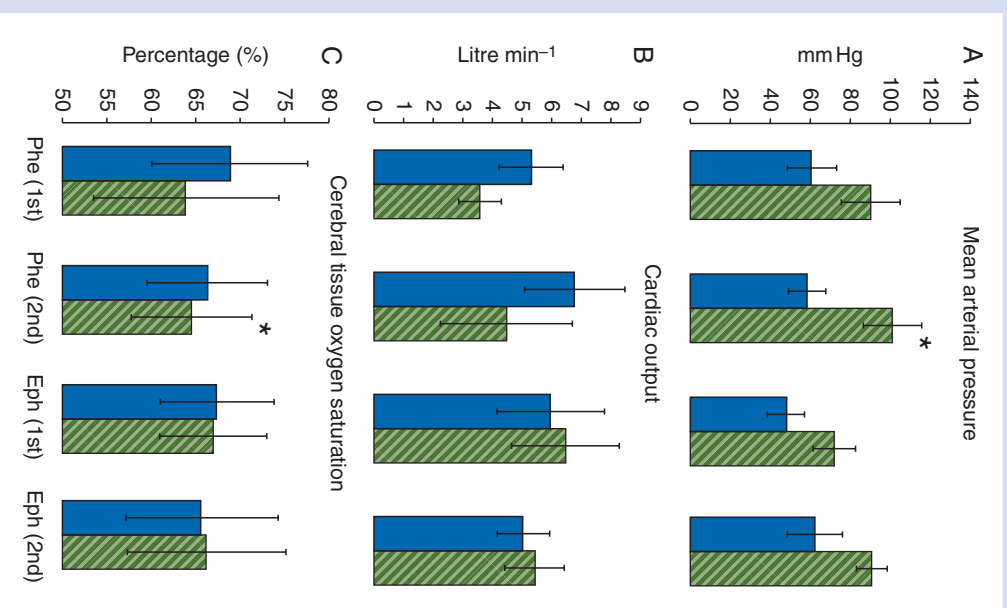 A
Mean arterial pressure
mm Hg
140
120
100
80
60
40
20
0
*
B
Cardiac output
Litre min–1
9
8
7
6
5
4
3
2
1
0
C
Cerebral tissue oxygen saturation
Percentage (%)
80
75
70
65
60
55
50
*
Phe (1st) Phe (2nd) Eph (1st) Eph (2nd)